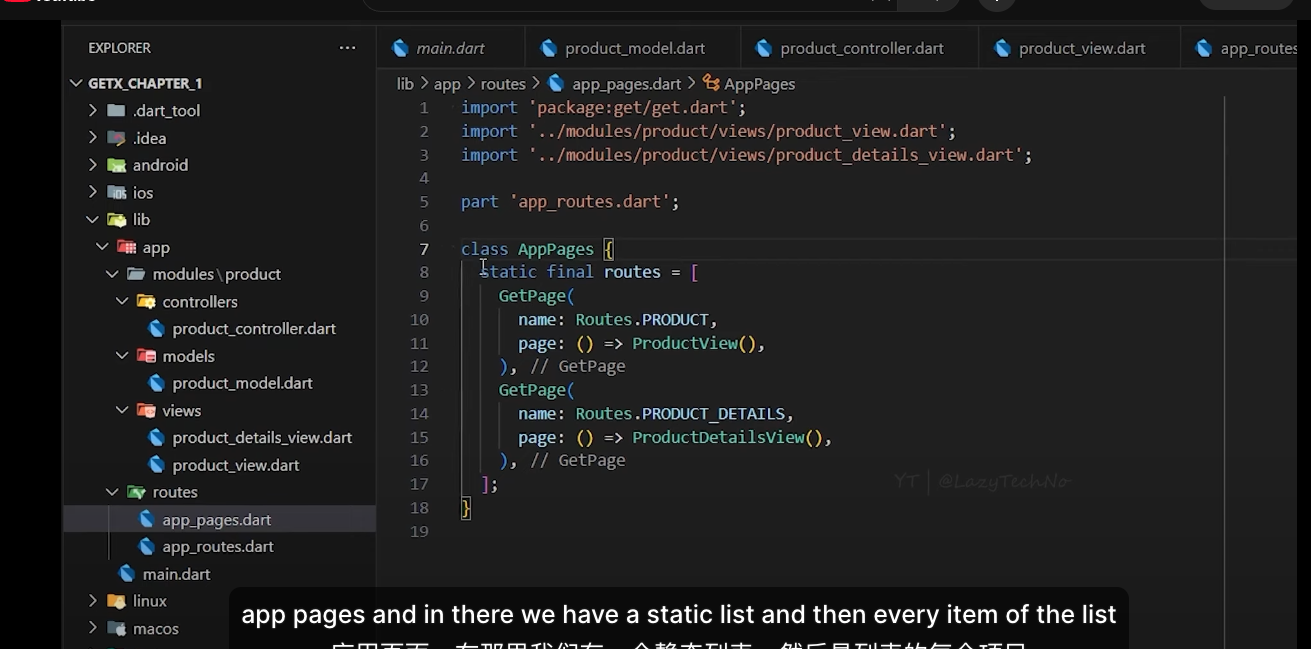 EXPLORER
GETX_CHAPTER_1
.dart_tool
.idea
android
ios
lib
app
modules\product
controllers
product_controller.dart
models
product_model.dart
views
product_details_view.dart
product_view.dart
routes
app_pages.dart
app_routes.dart
main.dart
linux
macos
main.dart product_model.dart product_controller.dart product_view.dart app_routes
lib > app > routes > app_pages.dart > AppPages
1 import 'package:get/get.dart';
2 import '../modules/product/views/product_view.dart';
3 import '../modules/product/views/product_details_view.dart';
4
5 part 'app_routes.dart';
6
7 class AppPages {
8 static final routes = [
9 GetPage(
10 name: Routes.PRODUCT,
11 page: () => ProductView(),
12 ), // GetPage
13 GetPage(
14 name: Routes.PRODUCT_DETAILS,
15 page: () => ProductDetailsView(),
16 ), // GetPage
17 ];
18 }
19
YT | @LazyTechNo
app pages and in there we have a static list and then every item of the list